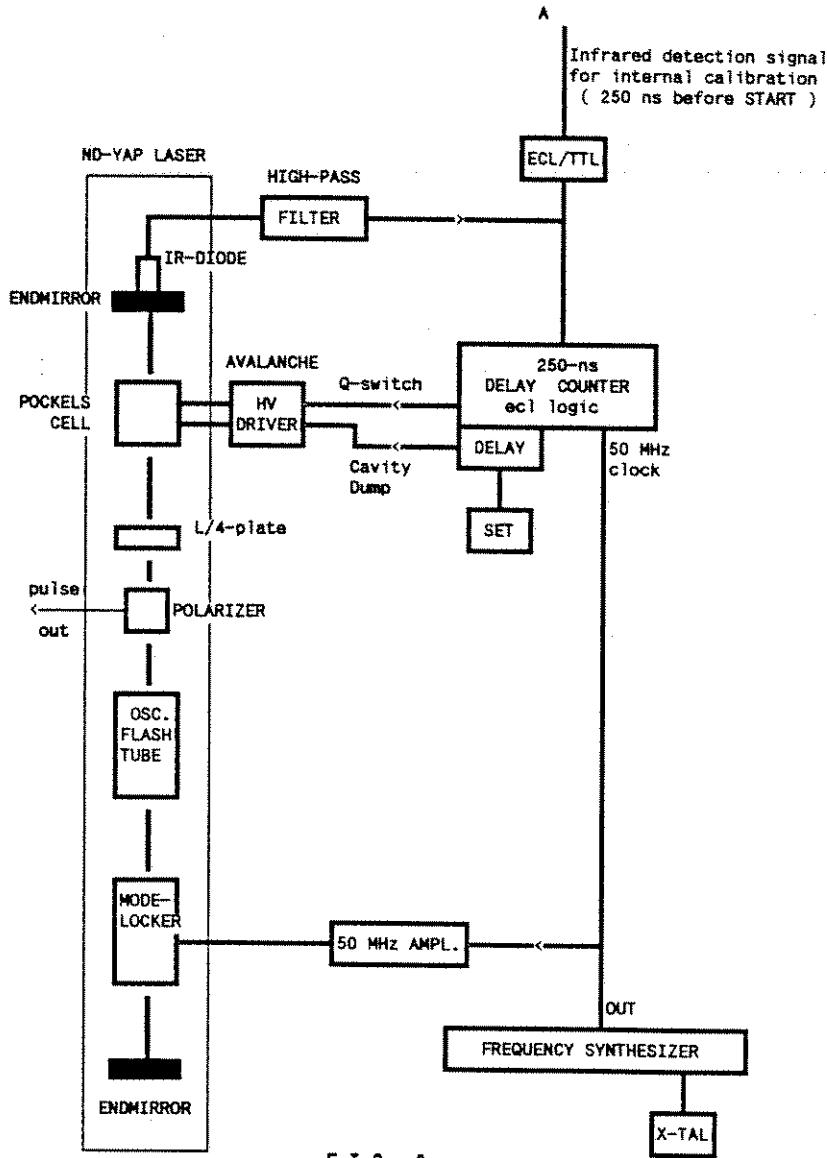 A
Infrared detection signal
for internal calibration
( 250 ns before START )
ECL/TTL
ND-YAP LASER
HIGH-PASS
FILTER
IR-DIODE
ENDMIRROR
250-ns
DELAY COUNTER
ecl logic
AVALANCHE
HV
DRIVER
Q-switch
POCKELS
CELL
DELAY
50 MHz
clock
Cavity
Dump
SET
L/4-plate
pulse
out
POLARIZER
OSC.
FLASH
TUBE
MODE-
LOCKER
50 MHz AMPL.
OUT
FREQUENCY SYNTHESIZER
ENDMIRROR
X-TAL